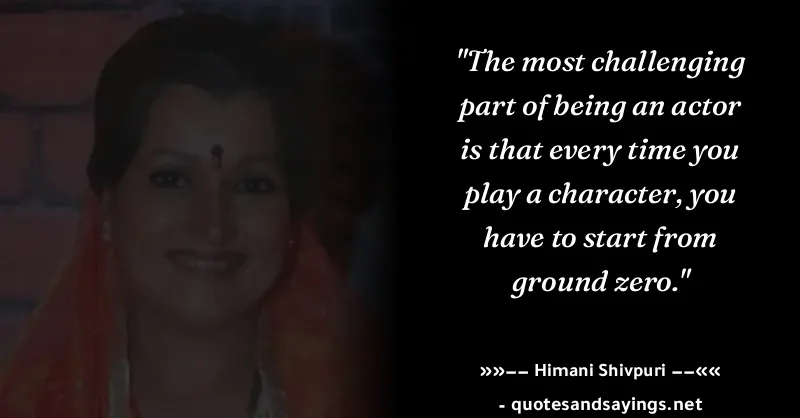 "The most challenging
part of being an actor
is that every time you
play a character, you
have to start from
ground zero."
»»−− Himani Shivpuri −−««
- quotesandsayings.net